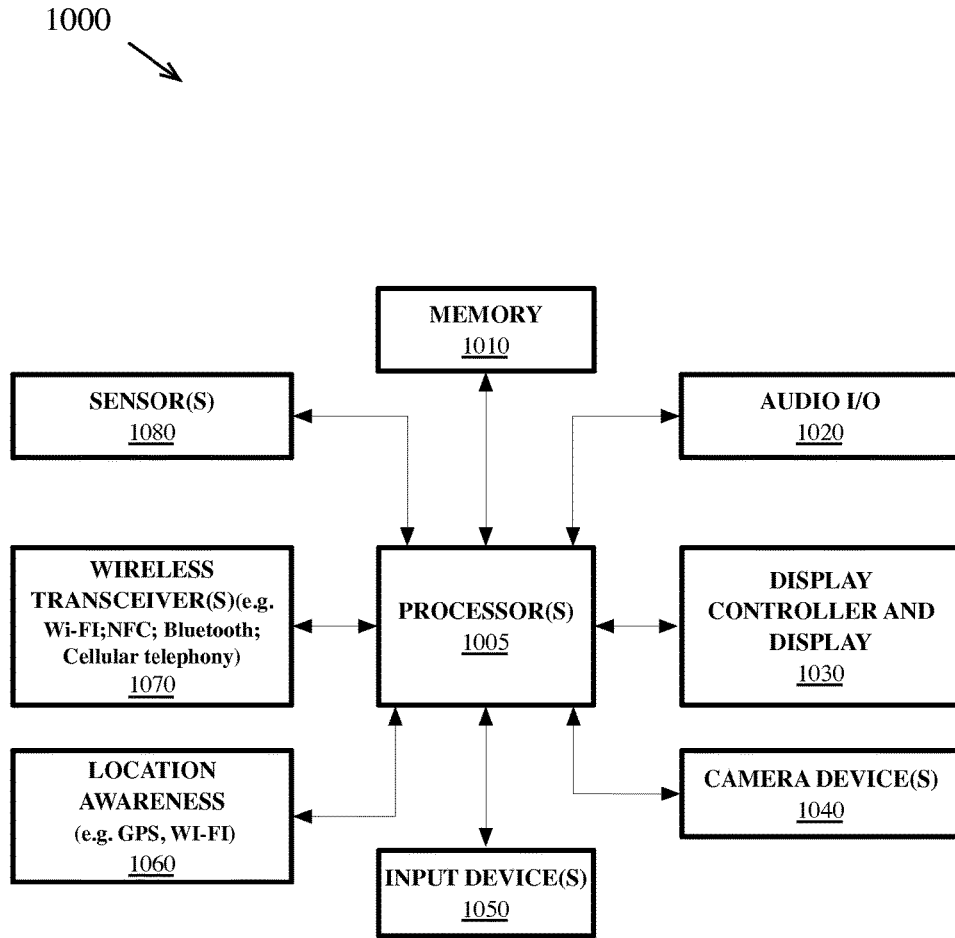 1000
MEMORY
1010
SENSOR(S)
1080
AUDIO I/O
1020
WIRELESS
TRANSCEIVER(S)(e.g.
Wi-FI;NFC; Bluetooth;
Cellular telephony)
1070
PROCESSOR(S)
1005
DISPLAY
CONTROLLER AND
DISPLAY
1030
LOCATION
AWARENESS
(e.g. GPS, WI-FI)
1060
INPUT DEVICE(S)
1050
CAMERA DEVICE(S)
1040